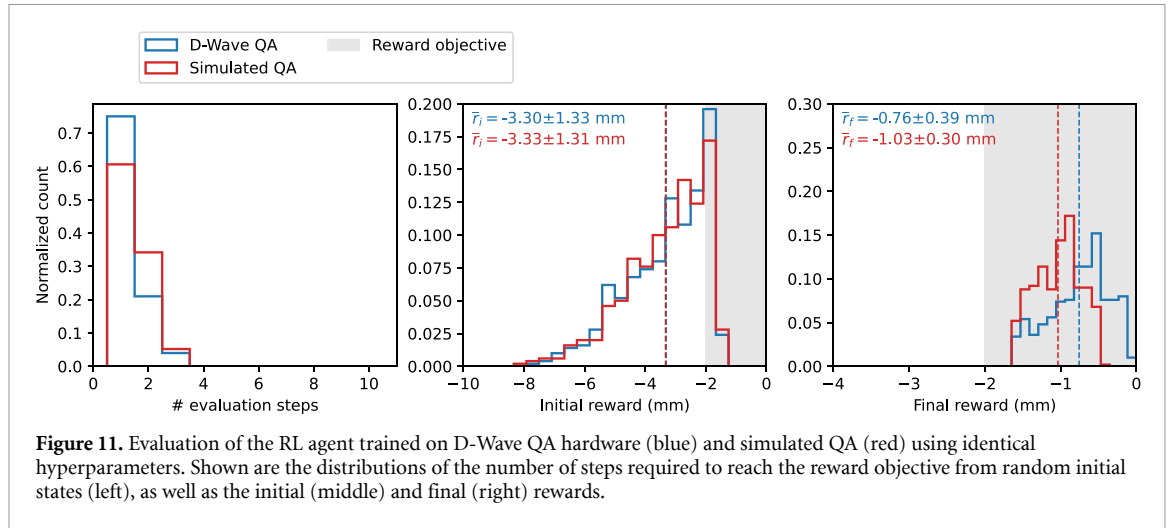 D-Wave QA
Simulated QA
Reward objective
Normalized count
0.7
0.6
0.5
0.4
0.3
0.2
0.1
0.0
0 2 4 6 8 10
# evaluation steps
0.200
0.175
0.150
0.125
0.100
0.075
0.050
0.025
0.000
r̄i = -3.30±1.33 mm
r̄i = -3.33±1.31 mm
−10 −8 −6 −4 −2 0
Initial reward (mm)
0.30
0.25
0.20
0.15
0.10
0.05
0.00
r̄f = -0.76±0.39 mm
r̄f = -1.03±0.30 mm
−4 −3 −2 −1 0
Final reward (mm)
Figure 11. Evaluation of the RL agent trained on D-Wave QA hardware (blue) and simulated QA (red) using identical
hyperparameters. Shown are the distributions of the number of steps required to reach the reward objective from random initial
states (left), as well as the initial (middle) and final (right) rewards.